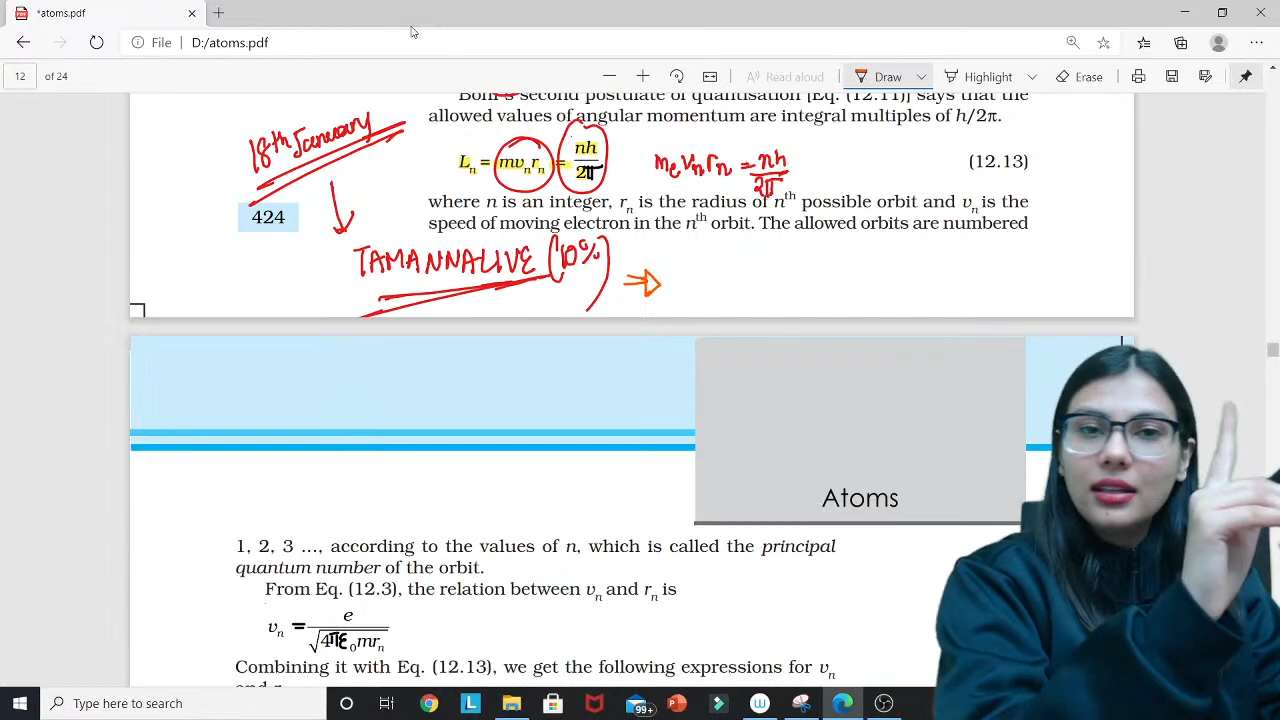 *atoms.pdf
File D:/atoms.pdf
12 of 24 Read aloud Draw Highlight Erase
Bohr's second postulate of quantisation [Eq. (12.11)] says that the
allowed values of angular momentum are integral multiples of h/2π.
18th January
Lₙ = mvₙrₙ = nh/2π mₑvₙrₙ = nh/2π (12.13)
where n is an integer, rₙ is the radius of nᵗʰ possible orbit and vₙ is the
424
speed of moving electron in the nᵗʰ orbit. The allowed orbits are numbered
TAMANNALIVE (10%)
Atoms
1, 2, 3 ..., according to the values of n, which is called the principal
quantum number of the orbit.
From Eq. (12.3), the relation between vₙ and rₙ is
vₙ = e/√4πε₀mrₙ
Combining it with Eq. (12.13), we get the following expressions for vₙ
Type here to search
99+